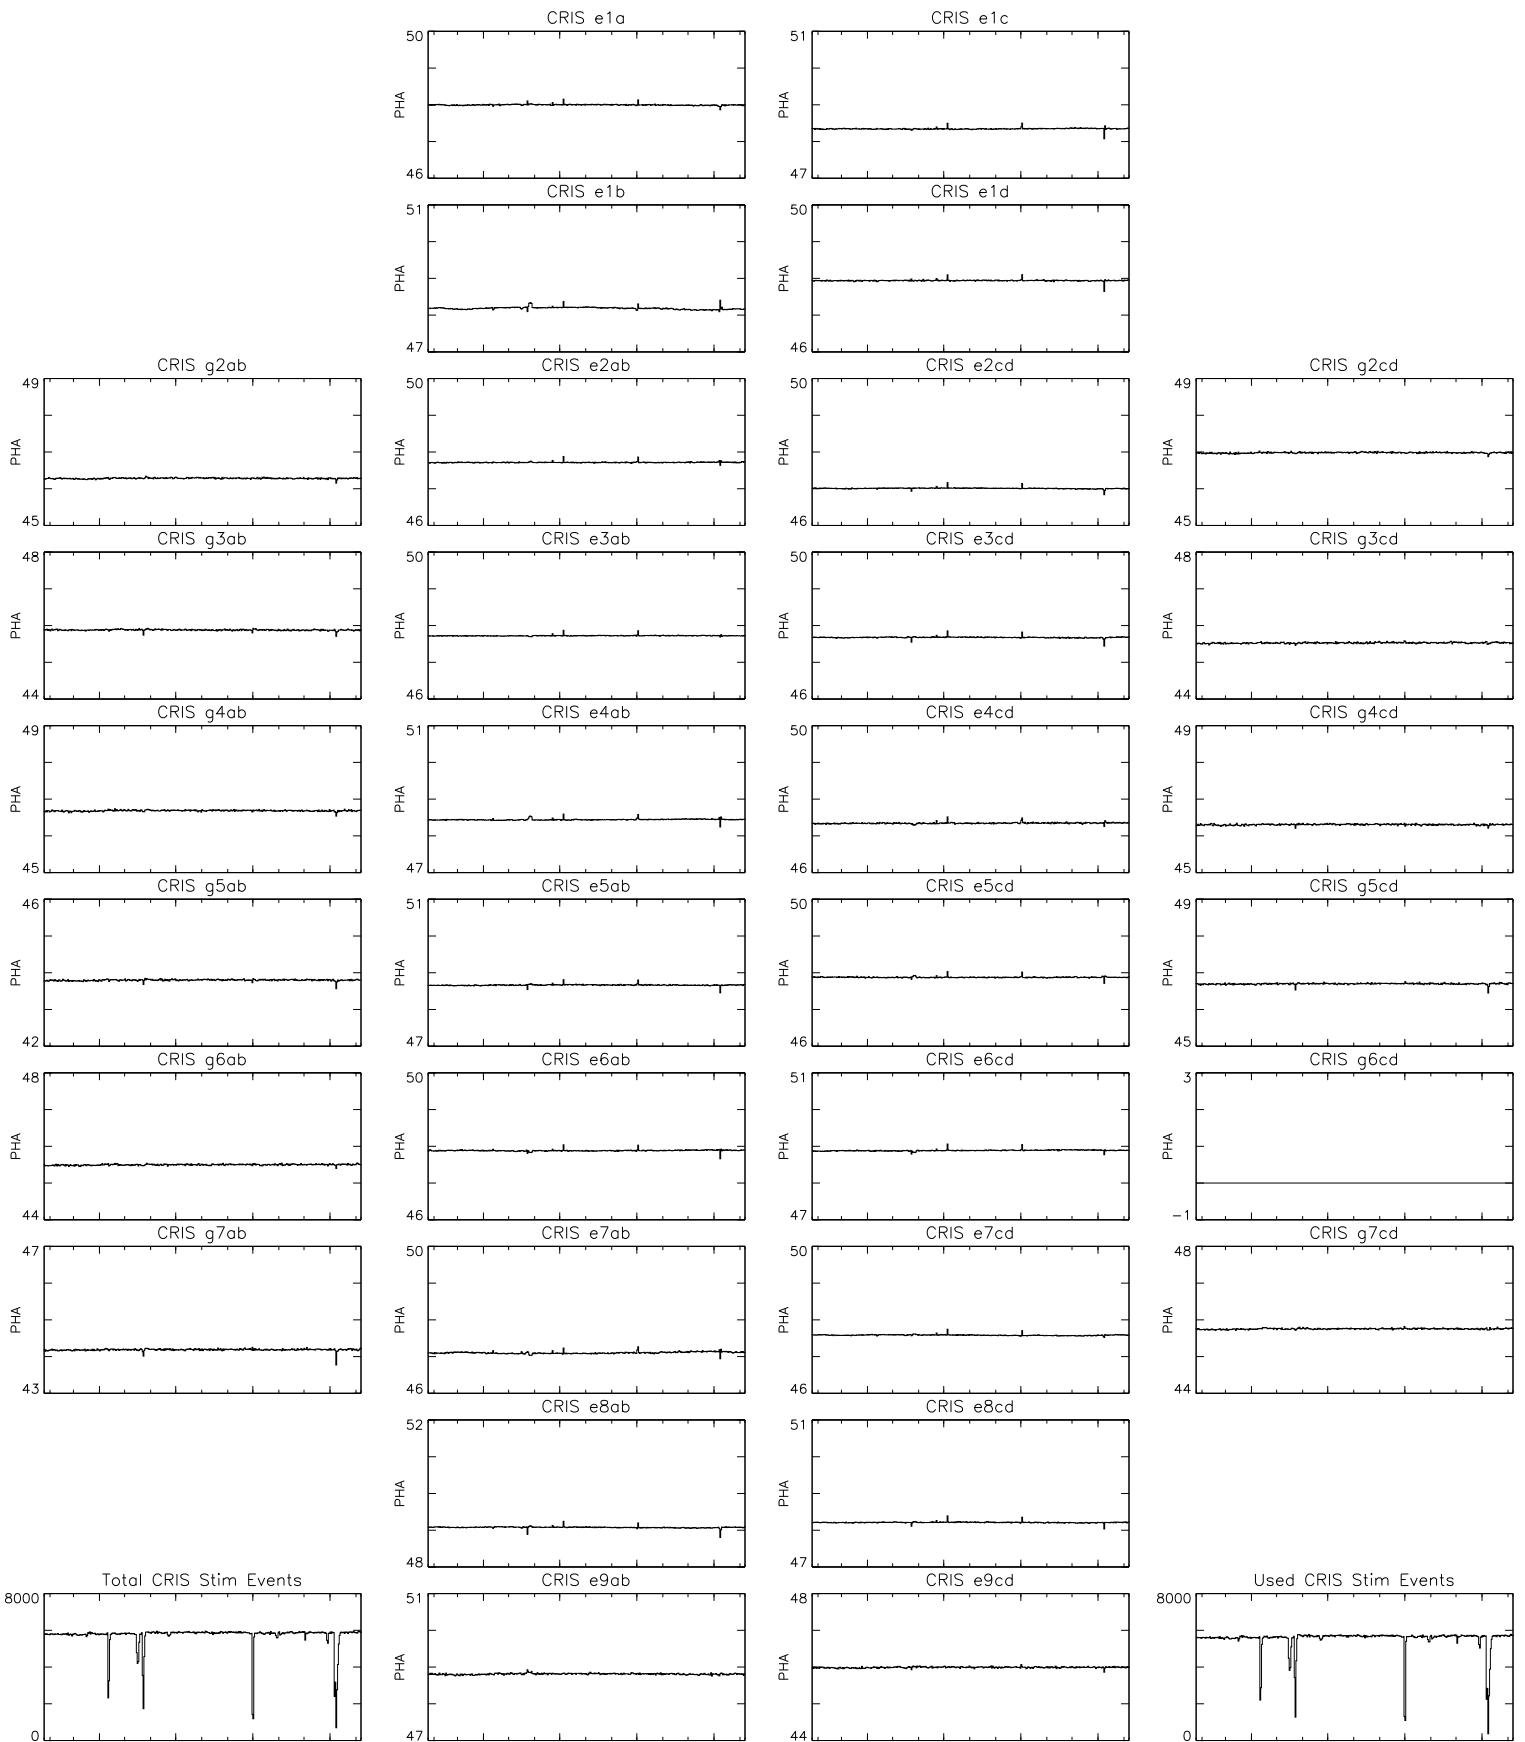 CRIS e1a
CRIS e1c
50
PHA
46
51
PHA
47
CRIS e1b
CRIS e1d
51
PHA
47
50
PHA
46
CRIS g2ab
CRIS e2ab
CRIS e2cd
CRIS g2cd
49
PHA
45
50
PHA
46
50
PHA
46
49
PHA
45
CRIS g3ab
CRIS e3ab
CRIS e3cd
CRIS g3cd
48
PHA
44
50
PHA
46
50
PHA
46
48
PHA
44
CRIS g4ab
CRIS e4ab
CRIS e4cd
CRIS g4cd
49
PHA
45
51
PHA
47
50
PHA
46
49
PHA
45
CRIS g5ab
CRIS e5ab
CRIS e5cd
CRIS g5cd
46
PHA
42
51
PHA
47
50
PHA
46
49
PHA
45
CRIS g6ab
CRIS e6ab
CRIS e6cd
CRIS g6cd
48
PHA
44
50
PHA
46
51
PHA
47
3
PHA
-1
CRIS g7ab
CRIS e7ab
CRIS e7cd
CRIS g7cd
47
PHA
43
50
PHA
46
50
PHA
46
48
PHA
44
CRIS e8ab
CRIS e8cd
52
PHA
48
51
PHA
47
Total CRIS Stim Events
CRIS e9ab
CRIS e9cd
Used CRIS Stim Events
8000
0
51
PHA
47
48
PHA
44
8000
0